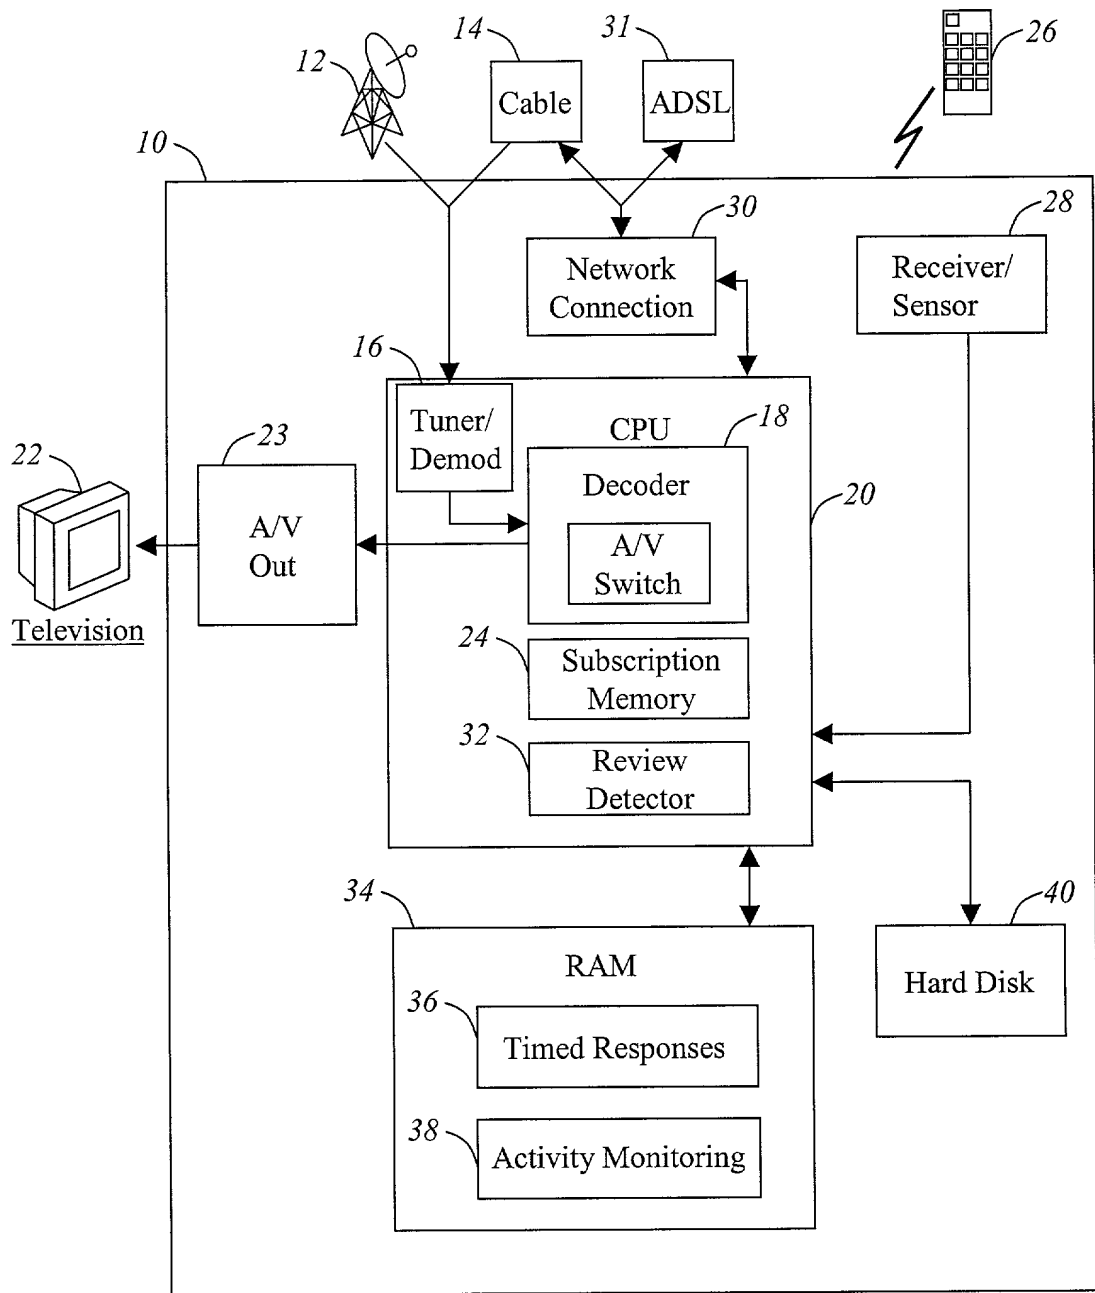 12
14
31
26
Cable
ADSL
10
30
28
Network
Connection
Receiver/
Sensor
16
Tuner/
Demod
CPU
18
22
23
Decoder
20
A/V
Out
A/V
Switch
Television
24
Subscription
Memory
32
Review
Detector
34
40
RAM
Hard Disk
36
Timed Responses
38
Activity Monitoring